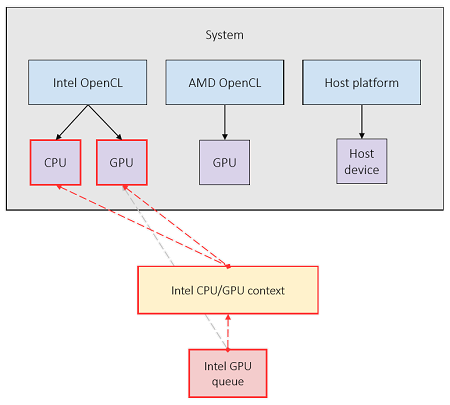 System
Intel OpenCL
AMD OpenCL
Host platform
CPU
GPU
GPU
Host
device
Intel CPU/GPU context
Intel GPU
queue